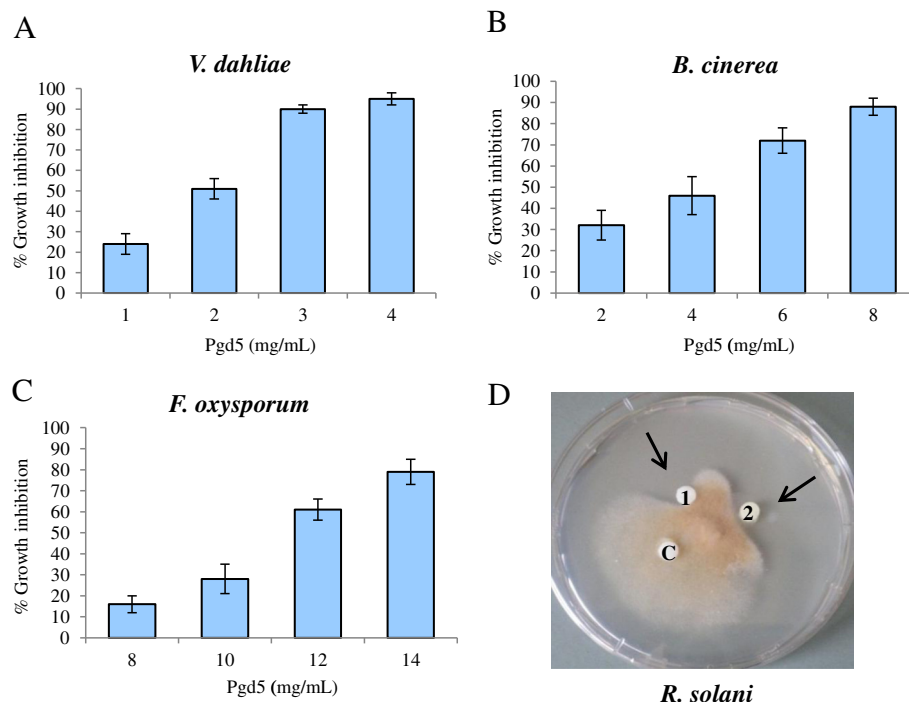 A
V. dahliae
% Growth inhibition
100
90
80
70
60
50
40
30
20
10
0
1 2 3 4
Pgd5 (mg/mL)
B
B. cinerea
% Growth inhibition
100
90
80
70
60
50
40
30
20
10
0
2 4 6 8
Pgd5 (mg/mL)
C
F. oxysporum
% Growth inhibition
100
90
80
70
60
50
40
30
20
10
0
8 10 12 14
Pgd5 (mg/mL)
D
1
2
C
R. solani